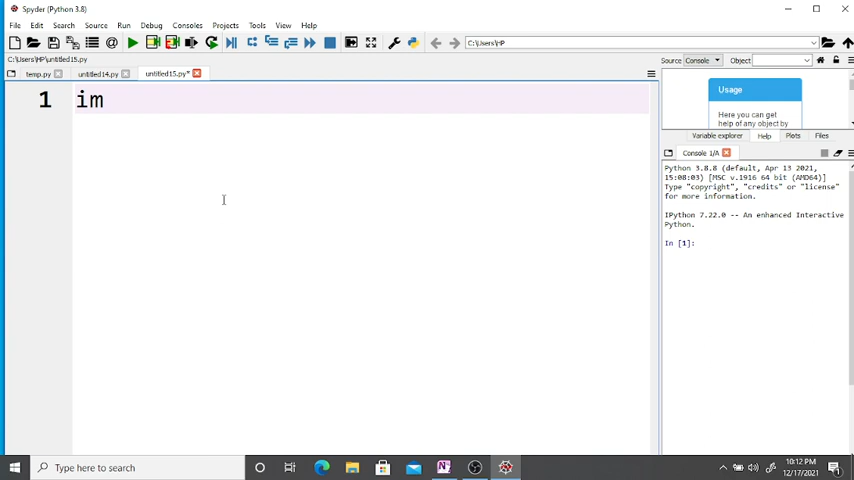 Spyder (Python 3.8)
File Edit Search Source Run Debug Consoles Projects Tools View Help
C:\Users\HP
C:\Users\HP\untitled15.py
temp.py untitled14.py untitled15.py*
1 im
Source Console Object
Usage
Here you can get
help of any object by
Variable explorer Help Plots Files
Console 1/A
Python 3.8.8 (default, Apr 13 2021,
15:08:03) [MSC v.1916 64 bit (AMD64)]
Type "copyright", "credits" or "license"
for more information.
IPython 7.22.0 -- An enhanced Interactive
Python.
In [1]:
Type here to search
10:12 PM
12/17/2021